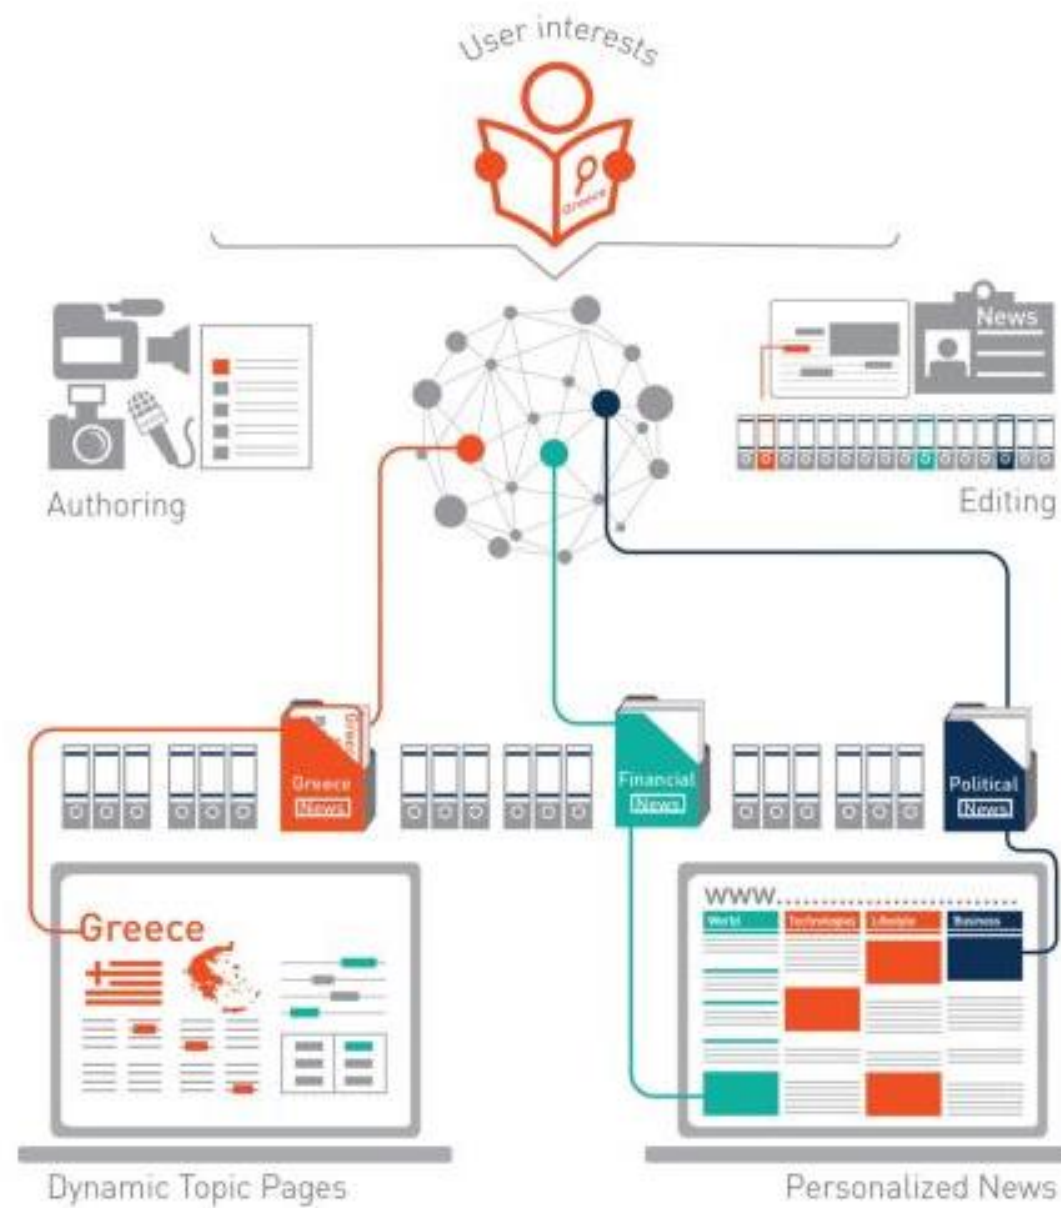 User interests
Greece
News
Authoring
Editing
Greece
News
Financial
News
Political
News
Greece
www
World
Technologies
Lifestyle
Business
Dynamic Topic Pages
Personalized News